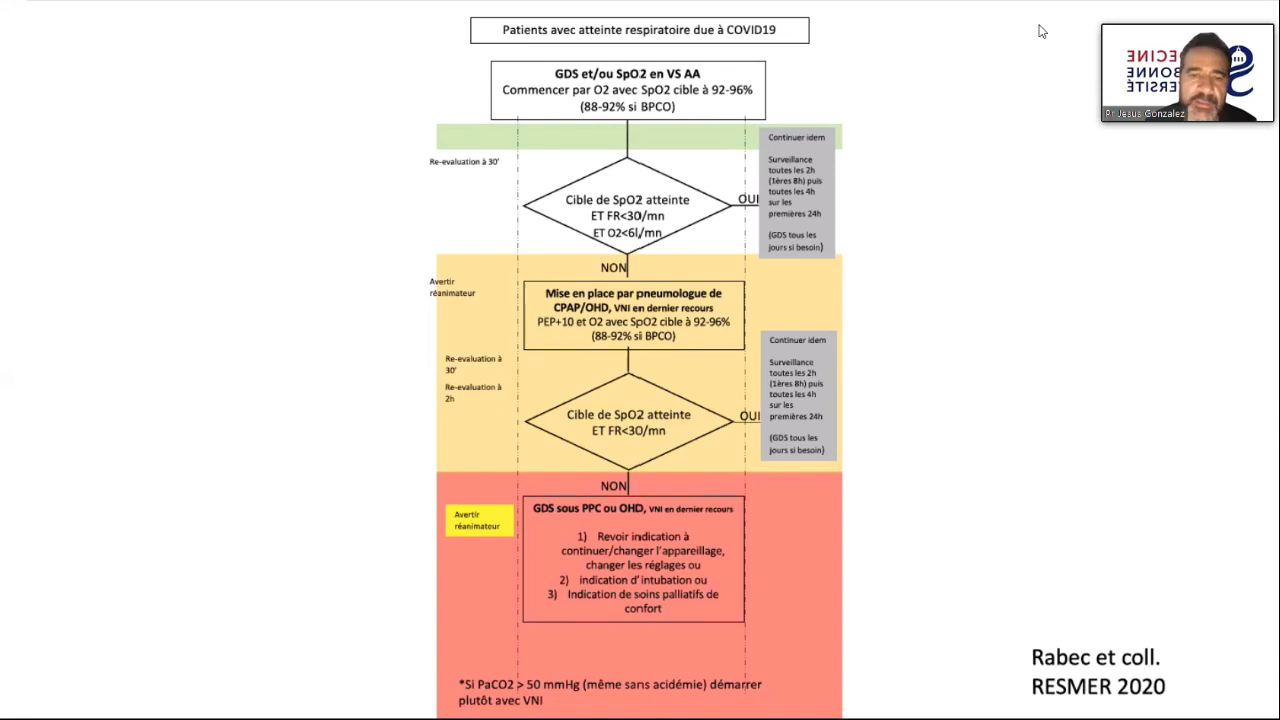 Patients avec atteinte respiratoire due à COVID19
GDS et/ou SpO2 en VS AA
Commencer par O2 avec SpO2 cible à 92-96%
(88-92% si BPCO)
Re-evaluation à 30'
Cible de SpO2 atteinte
ET FR<30/mn
ET O2<6l/mn
OUI
Continuer idem
Surveillance
toutes les 2h
(1ères 8h) puis
toutes les 4h
sur les
premières 24h
(GDS tous les
jours si besoin)
NON
Avertir
réanimateur
Mise en place par pneumologue de
CPAP/OHD, VNI en dernier recours
PEP+10 et O2 avec SpO2 cible à 92-96%
(88-92% si BPCO)
Re-evaluation à
30'
Re-evaluation à
2h
Cible de SpO2 atteinte
ET FR<30/mn
OUI
Continuer idem
Surveillance
toutes les 2h
(1ères 8h) puis
toutes les 4h
sur les
premières 24h
(GDS tous les
jours si besoin)
NON
Avertir
réanimateur
GDS sous PPC ou OHD, VNI en dernier recours
1) Revoir indication à
continuer/changer l'appareillage,
changer les réglages ou
2) indication d'intubation ou
3) Indication de soins palliatifs de
confort
*Si PaCO2 > 50 mmHg (même sans acidémie) démarrer
plutôt avec VNI
Rabec et coll.
RESMER 2020
Pr Jesus Gonzalez